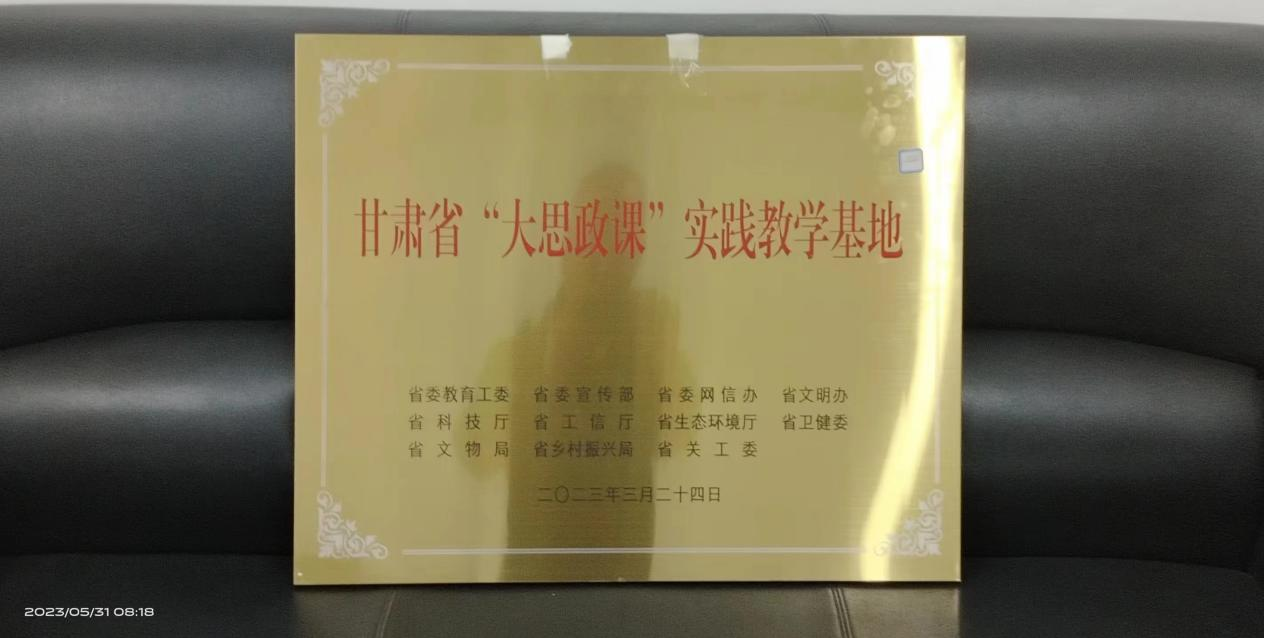 甘肃省“大思政课”实践教学基地
省委教育工委 省委宣传部 省委网信办 省文明办
省科技厅 省工信厅 省生态环境厅 省卫健委
省文物局 省乡村振兴局 省关工委
二〇二三年三月二十四日
2023/05/31 08:18